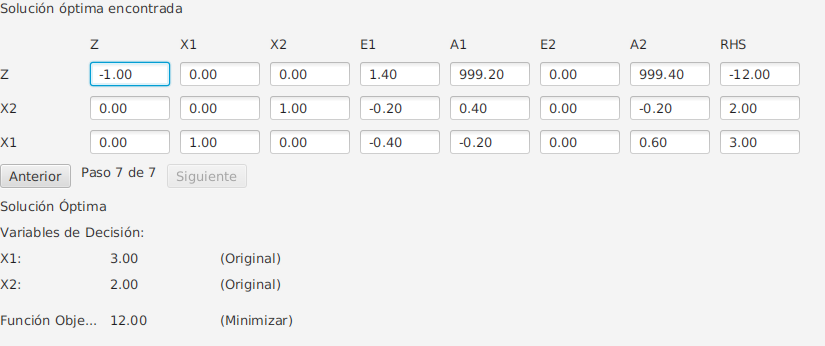 Solución óptima encontrada
Z X1 X2 E1 A1 E2 A2 RHS
Z -1.00 0.00 0.00 1.40 999.20 0.00 999.40 -12.00
X2 0.00 0.00 1.00 -0.20 0.40 0.00 -0.20 2.00
X1 0.00 1.00 0.00 -0.40 -0.20 0.00 0.60 3.00
Anterior Paso 7 de 7 Siguiente
Solución Óptima
Variables de Decisión:
X1: 3.00 (Original)
X2: 2.00 (Original)
Función Obje... 12.00 (Minimizar)